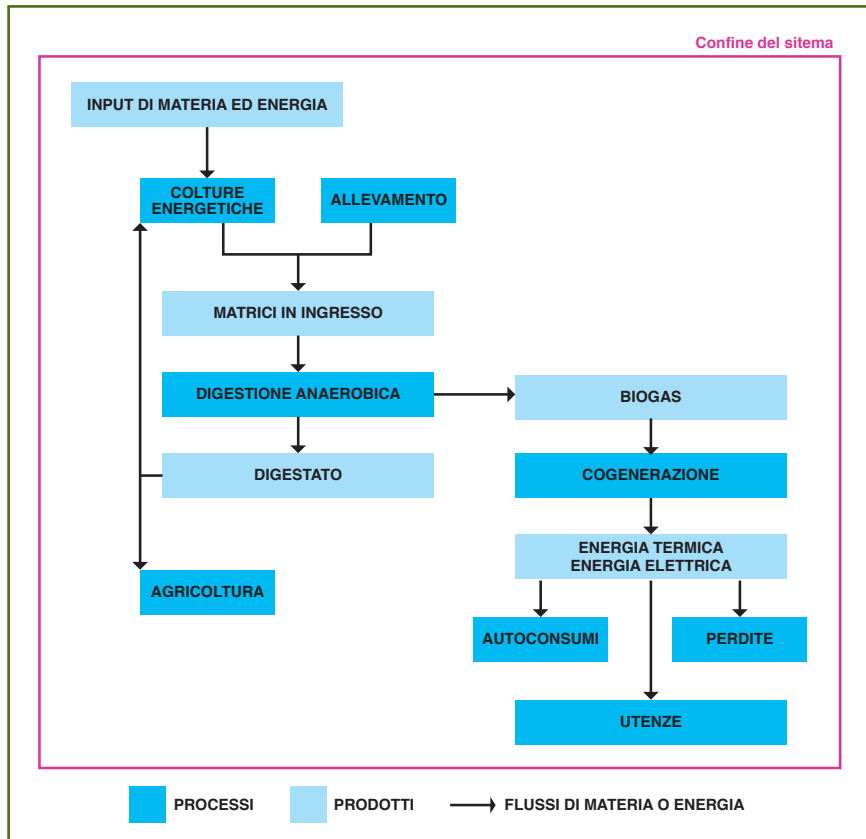 Confine del sitema
INPUT DI MATERIA ED ENERGIA
COLTURE
ENERGETICHE
ALLEVAMENTO
MATRICI IN INGRESSO
DIGESTIONE ANAEROBICA
BIOGAS
DIGESTATO
COGENERAZIONE
ENERGIA TERMICA
ENERGIA ELETTRICA
AGRICOLTURA
AUTOCONSUMI
PERDITE
UTENZE
PROCESSI
PRODOTTI
FLUSSI DI MATERIA O ENERGIA